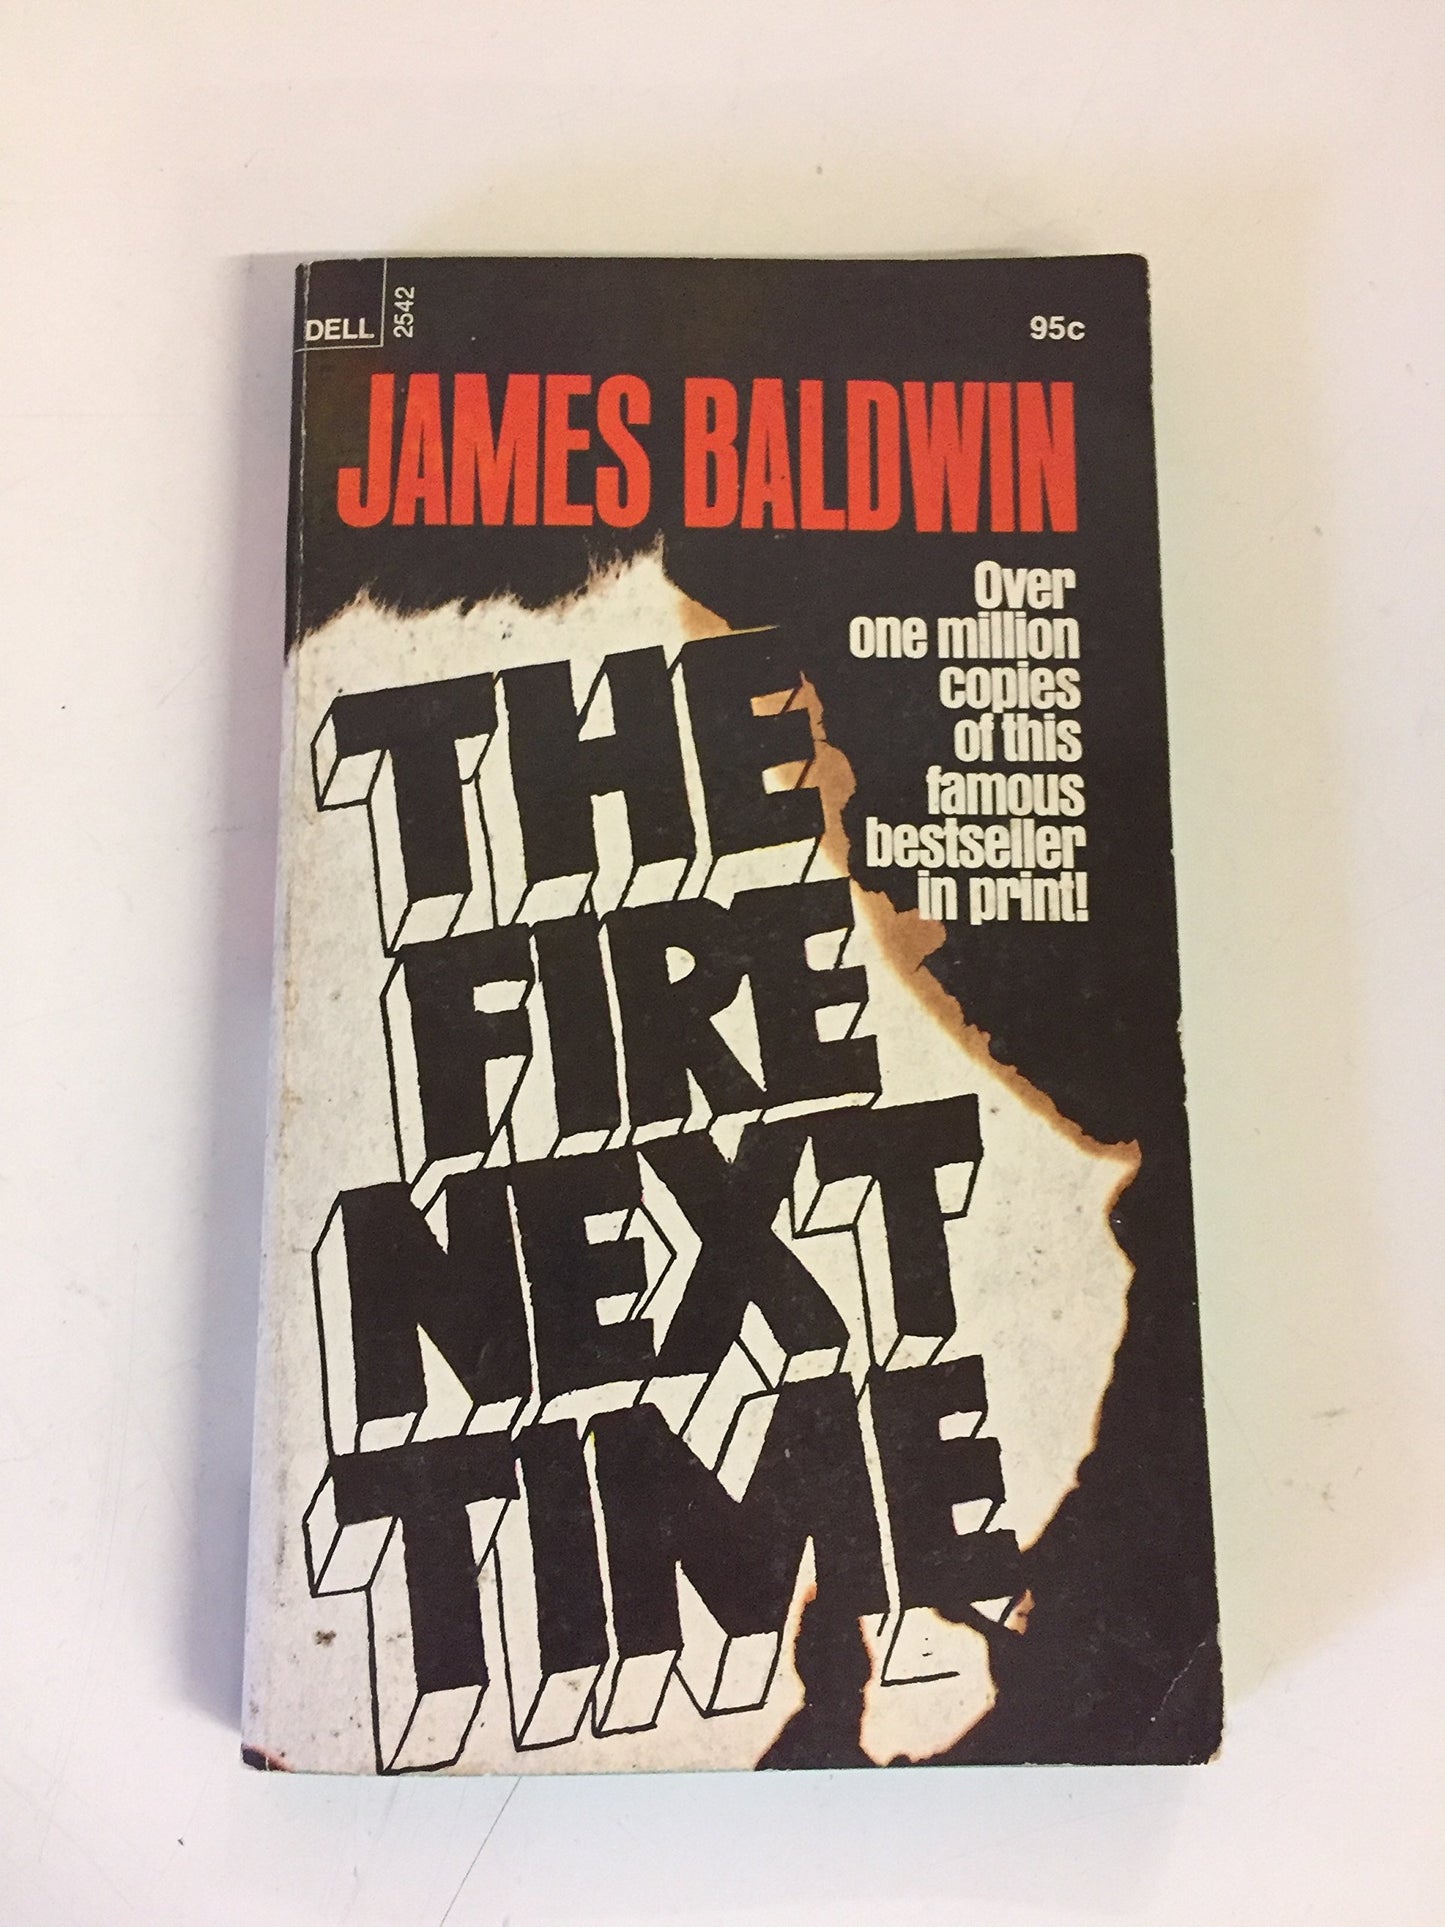 DELL
2542
95c
JAMES BALDWIN
Over
one million
copies
of this
famous
bestseller
in print!
THE
FIRE
NEXT
TIME